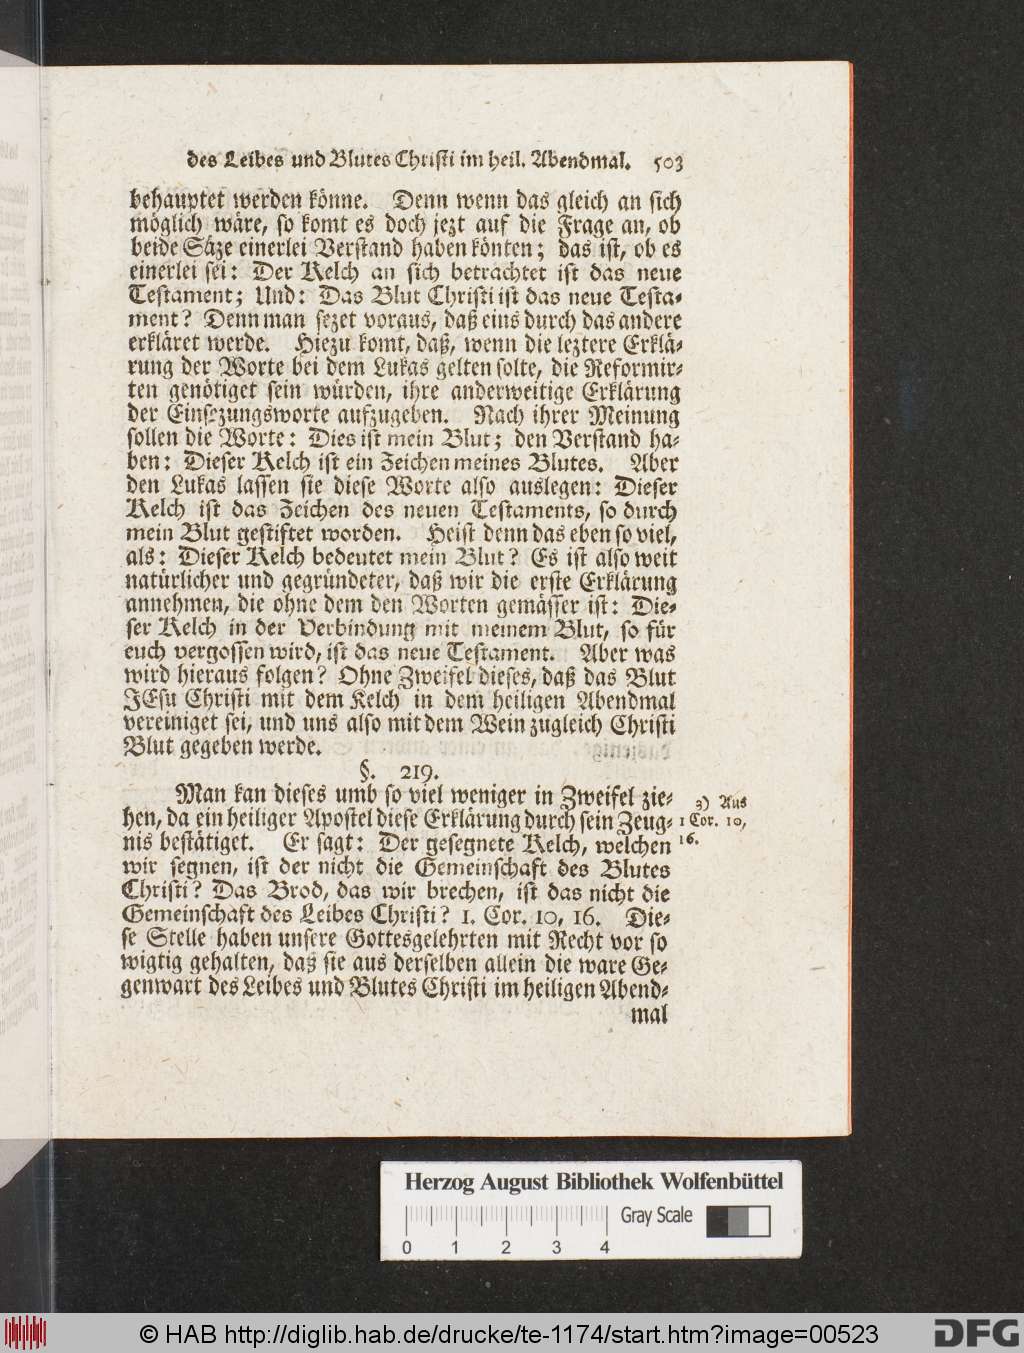 des Leibes und Blutes Christi im heil. Abendmal. 503
behauptet werden könne. Denn wenn das gleich an sich
möglich wäre, so komt es doch jezt auf die Frage an, ob
beide Säze einerlei Verstand haben könten; das ist, ob es
einerlei sei: Der Kelch an sich betrachtet ist das neue
Testament; Und: Das Blut Christi ist das neue Testa-
ment? Denn man sezet voraus, daß eins durch das andere
erkläret werde. Hiezu komt, daß, wenn die leztere Erklä-
rung der Worte bei dem Lukas gelten solte, die Reformir-
ten genötiget sein würden, ihre anderweitige Erklärung
der Einsezungsworte aufzugeben. Nach ihrer Meinung
sollen die Worte: Dies ist mein Blut; den Verstand ha-
ben: Dieser Kelch ist ein Zeichen meines Blutes. Aber
den Lukas lassen sie diese Worte also auslegen: Dieser
Kelch ist das Zeichen des neuen Testaments, so durch
mein Blut gestiftet worden. Heist denn das eben so viel,
als: Dieser Kelch bedeutet mein Blut? Es ist also weit
natürlicher und gegründeter, daß wir die erste Erklärung
annehmen, die ohne dem den Worten gemässer ist: Die-
ser Kelch in der Verbindung mit meinem Blut, so für
euch vergossen wird, ist das neue Testament. Aber was
wird hieraus folgen? Ohne Zweifel dieses, daß das Blut
JEsu Christi mit dem Kelch in dem heiligen Abendmal
vereiniget sei, und uns also mit dem Wein zugleich Christi
Blut gegeben werde.
§. 219.
Man kan dieses umb so viel weniger in Zweifel zie-
hen, da ein heiliger Apostel diese Erklärung durch sein Zeug-
nis bestätiget. Er sagt: Der gesegnete Kelch, welchen
wir segnen, ist der nicht die Gemeinschaft des Blutes
Christi? Das Brod, das wir brechen, ist das nicht die
Gemeinschaft des Leibes Christi? 1. Cor. 10, 16. Die-
se Stelle haben unsere Gottesgelehrten mit Recht vor so
wigtig gehalten, daß sie aus derselben allein die ware Ge-
genwart des Leibes und Blutes Christi im heiligen Abend-
mal
3) Aus
1 Cor. 10,
16.
Herzog August Bibliothek Wolfenbüttel
Gray Scale
0 1 2 3 4
© HAB http://diglib.hab.de/drucke/te-1174/start.htm?image=00523
DFG